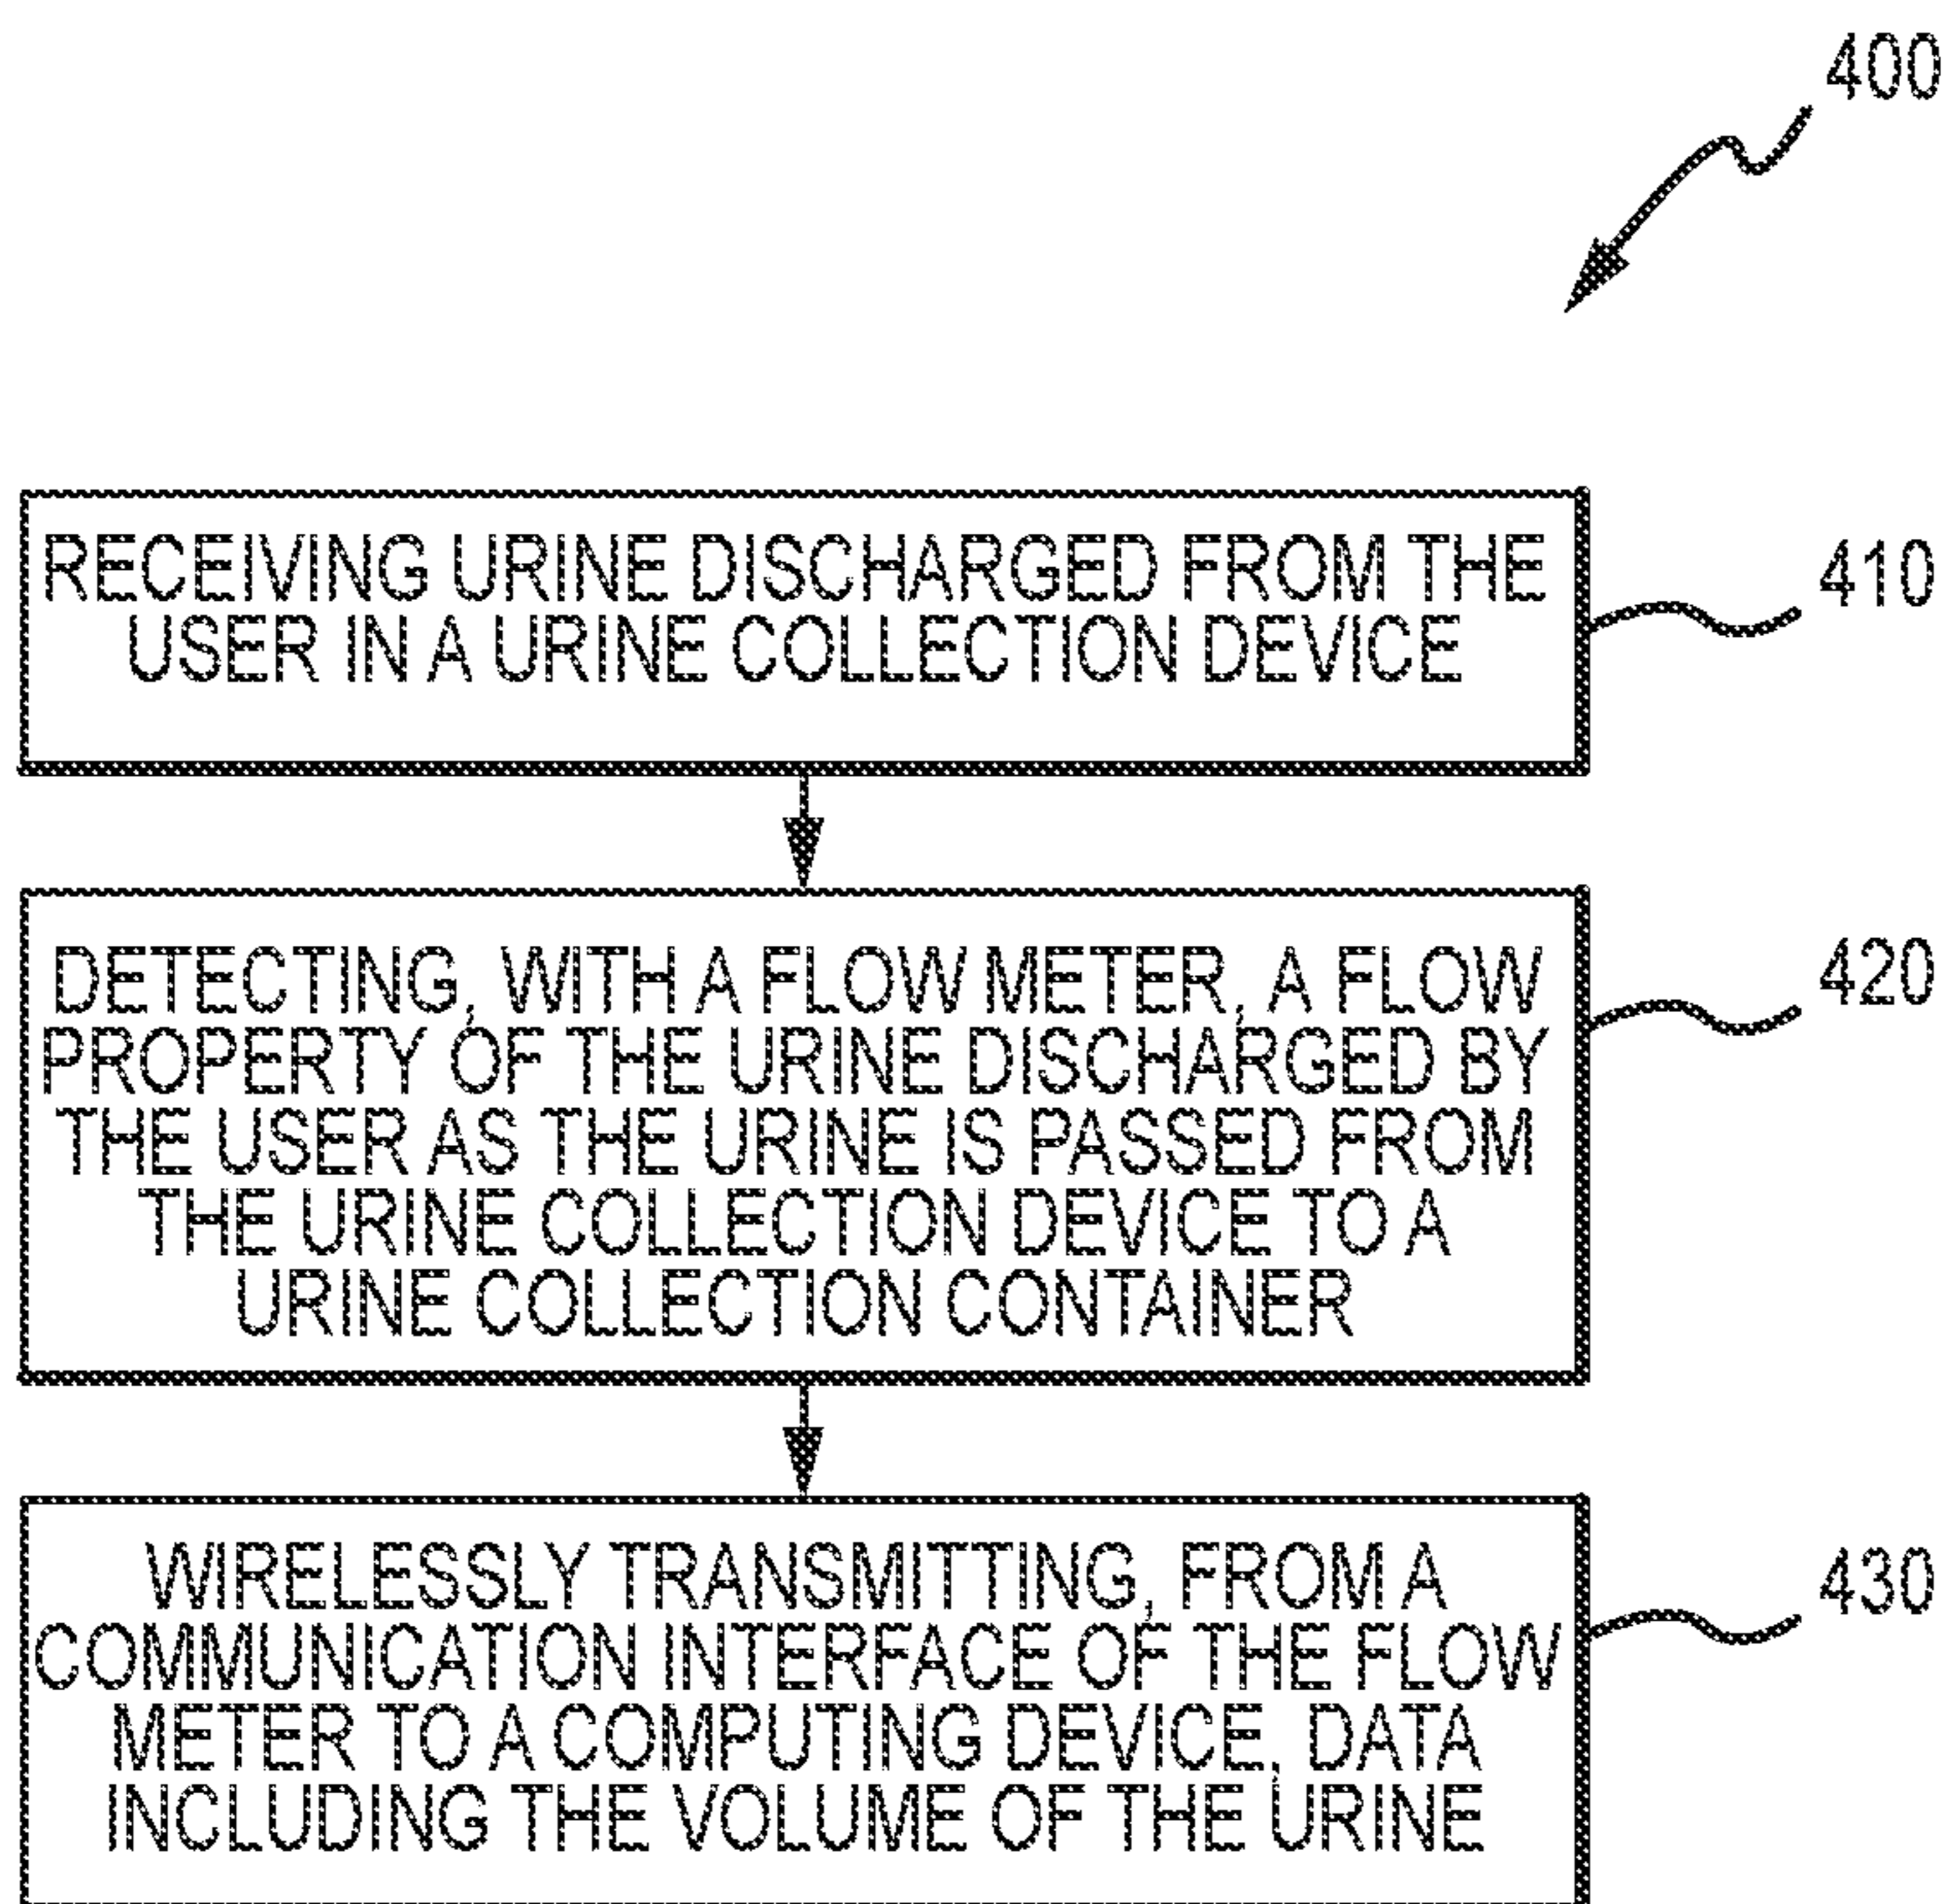 400
RECEIVING URINE DISCHARGED FROM THE
USER IN A URINE COLLECTION DEVICE
410
DETECTING, WITH A FLOW METER, A FLOW
PROPERTY OF THE URINE DISCHARGED BY
THE USER AS THE URINE IS PASSED FROM
THE URINE COLLECTION DEVICE TO A
URINE COLLECTION CONTAINER
420
WIRELESSLY TRANSMITTING, FROM A
COMMUNICATION INTERFACE OF THE FLOW
METER TO A COMPUTING DEVICE, DATA
INCLUDING THE VOLUME OF THE URINE
430